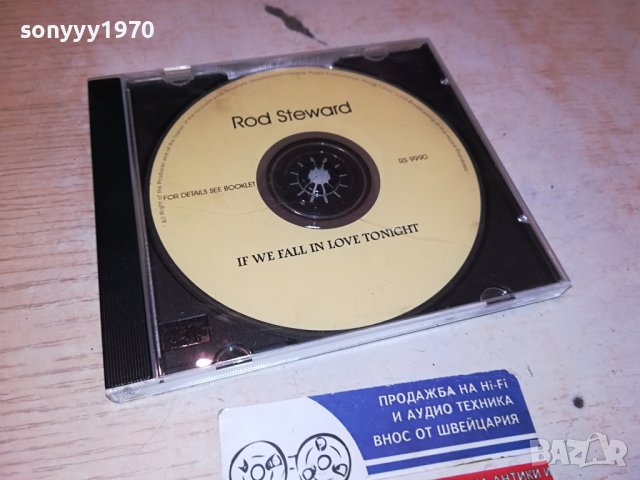 sonyyy1970
Rod Steward
FOR DETAILS SEE BOOKLET
RS 9990
IF WE FALL IN LOVE TONIGHT
ПРОДАЖБА НА Hi-Fi
И АУДИО ТЕХНИКА
ВНОС ОТ ШВЕЙЦАРИЯ
BAZAR